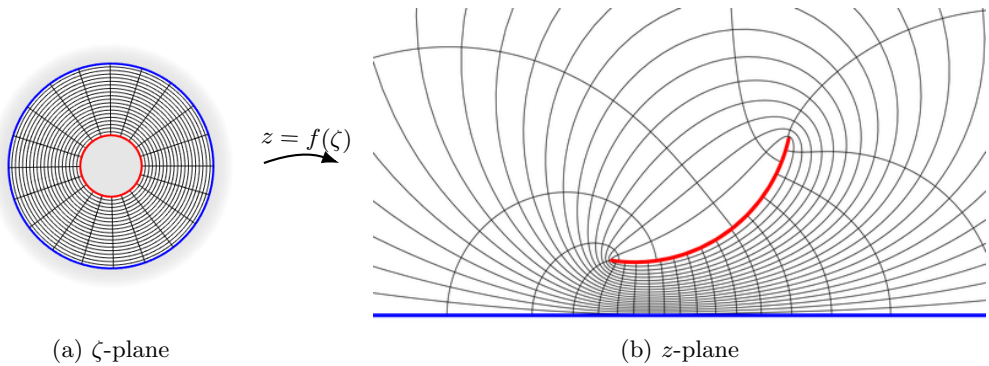 z = f(ζ)
(a) ζ-plane
(b) z-plane